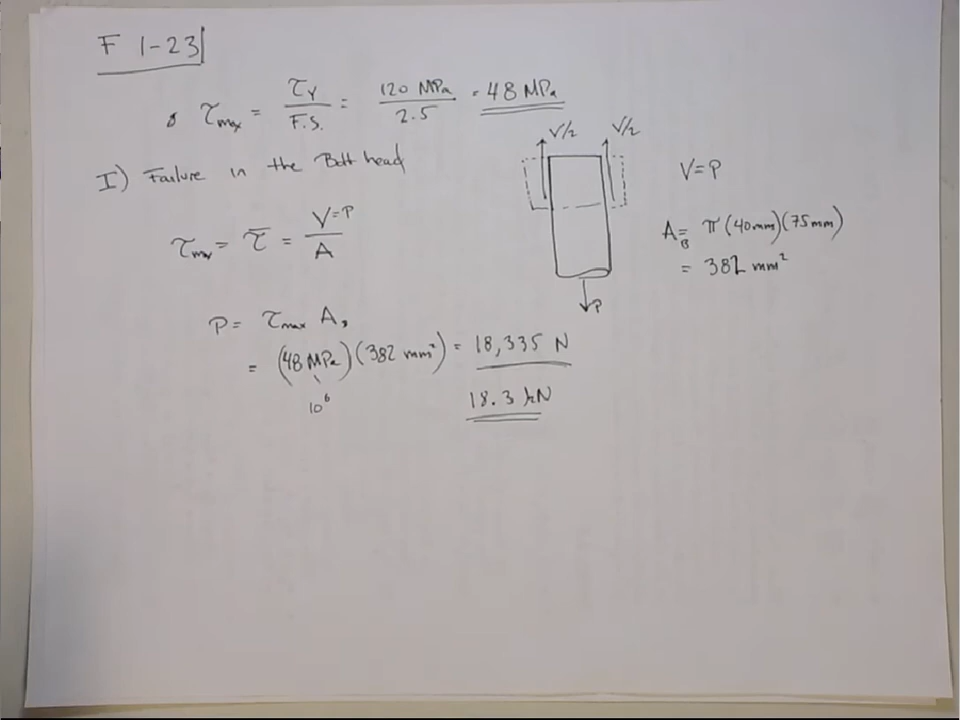 F 1-23
τmax = τY / F.S. = 120 MPa / 2.5 = 48 MPa
I) Failure in the Bolt head
V/2 V/2
V=P
τmax = τ̄ = V=P / A
A_B = π (40mm)(75mm)
= 382 mm²
P
P = τmax A
= (48 MPa)(382 mm²) = 18,335 N
10⁶
18.3 kN